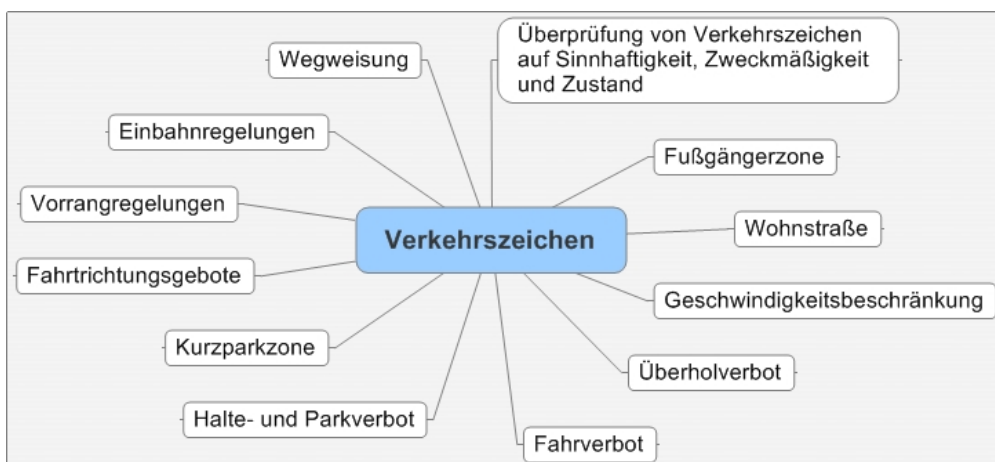 Überprüfung von Verkehrszeichen
auf Sinnhaftigkeit, Zweckmäßigkeit
und Zustand
Wegweisung
Einbahnregelungen
Fußgängerzone
Vorrangregelungen
Wohnstraße
Verkehrszeichen
Fahrtrichtungsgebote
Geschwindigkeitsbeschränkung
Kurzparkzone
Überholverbot
Halte- und Parkverbot
Fahrverbot